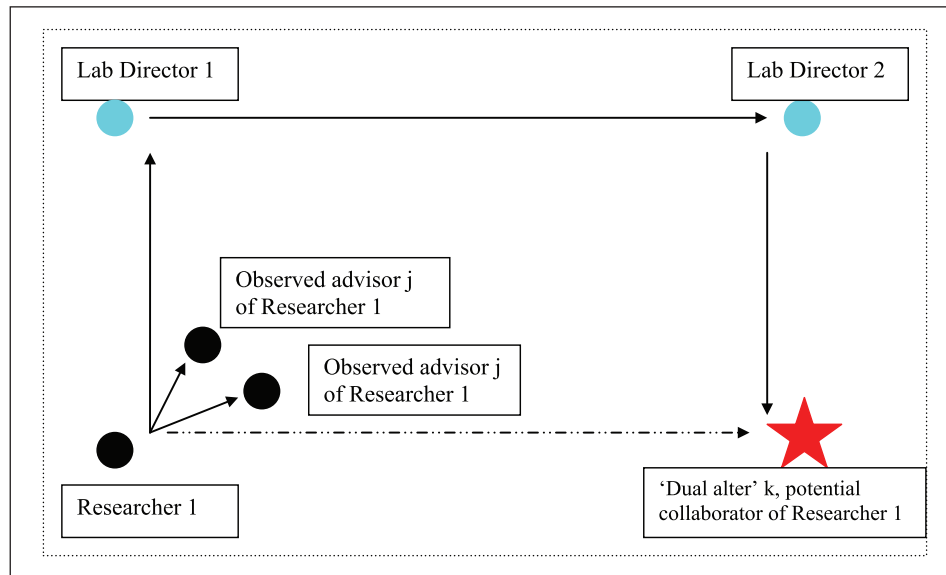 Lab Director 1
Lab Director 2
Observed advisor j
of Researcher 1
Observed advisor j
of Researcher 1
Researcher 1
‘Dual alter’ k, potential
collaborator of Researcher 1